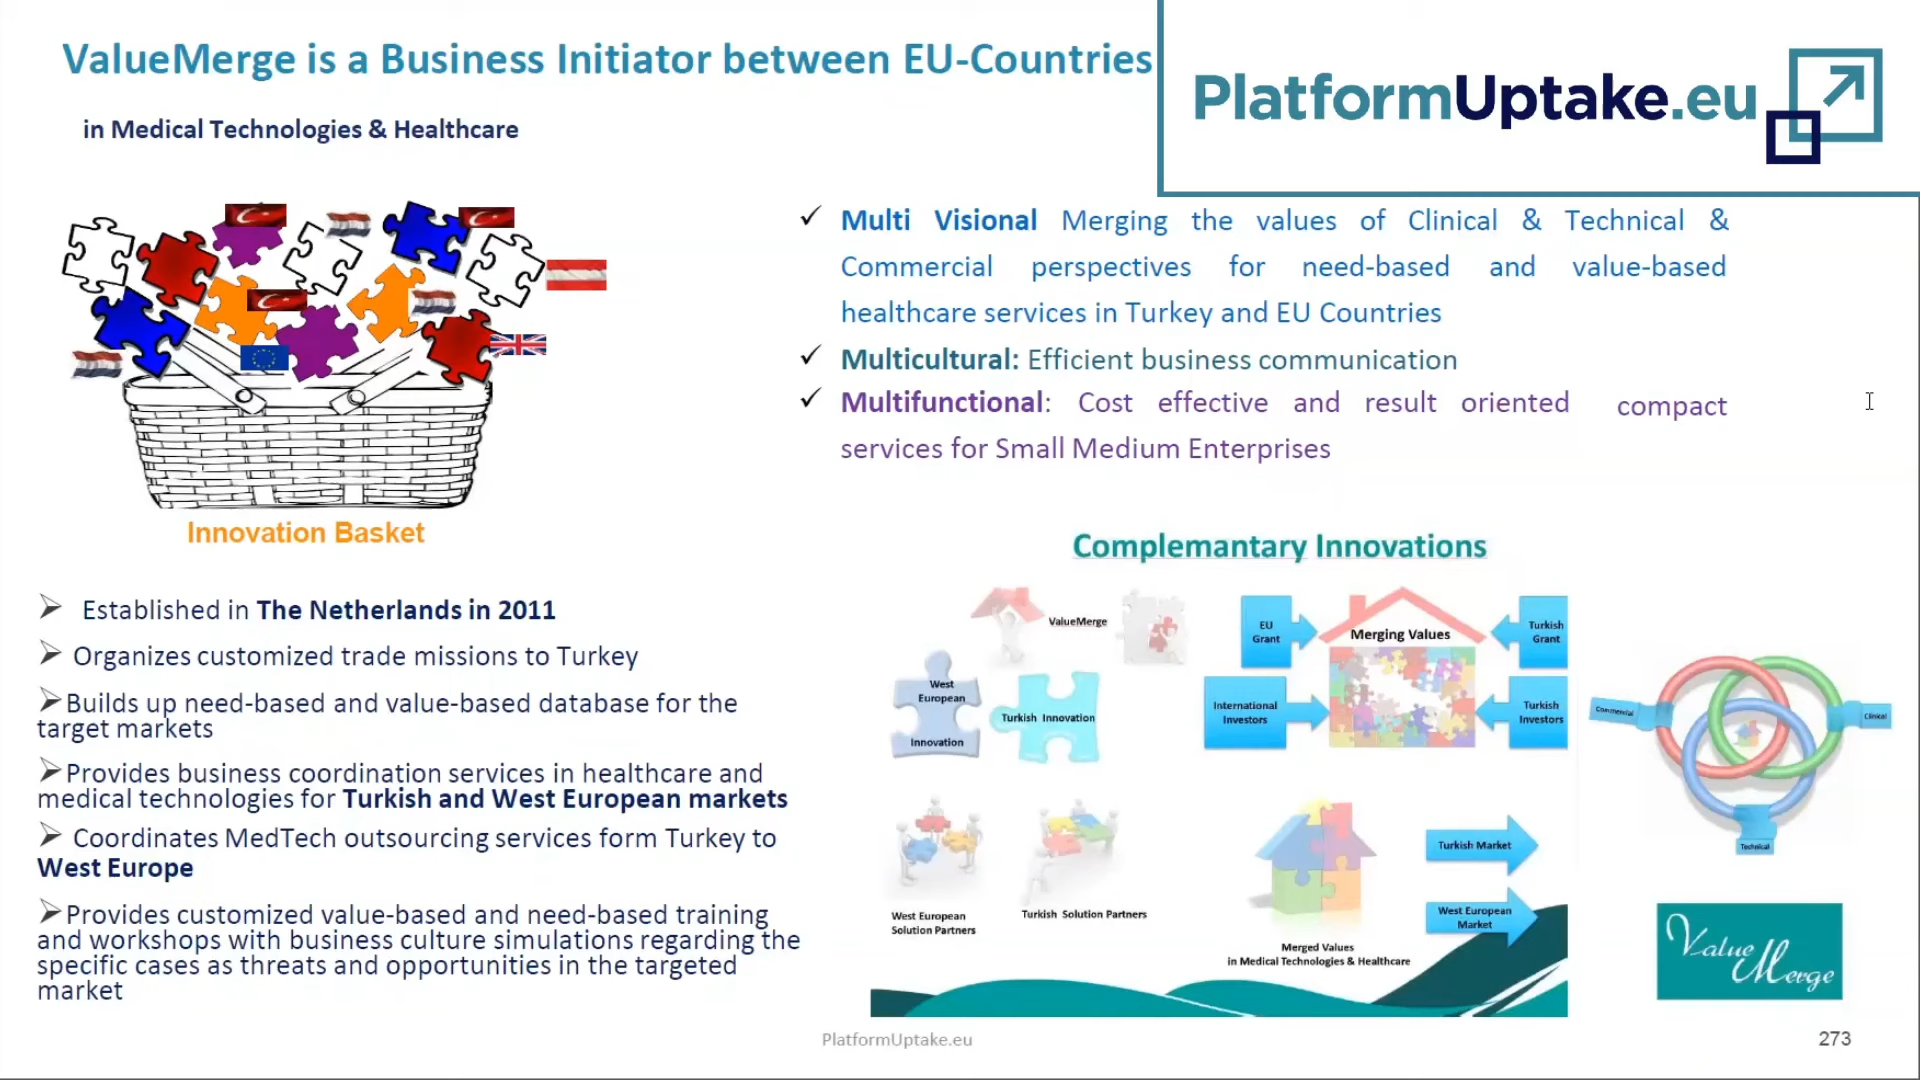 ValueMerge is a Business Initiator between EU-Countries
in Medical Technologies & Healthcare
PlatformUptake.eu
Innovation Basket
Established in The Netherlands in 2011
Organizes customized trade missions to Turkey
Builds up need-based and value-based database for the
target markets
Provides business coordination services in healthcare and
medical technologies for Turkish and West European markets
Coordinates MedTech outsourcing services form Turkey to
West Europe
Provides customized value-based and need-based training
and workshops with business culture simulations regarding the
specific cases as threats and opportunities in the targeted
market
Multi Visional Merging the values of Clinical & Technical &
Commercial perspectives for need-based and value-based
healthcare services in Turkey and EU Countries
Multicultural: Efficient business communication
Multifunctional: Cost effective and result oriented compact
services for Small Medium Enterprises
Complemantary Innovations
ValueMerge
West
European
Innovation
Turkish Innovation
EU
Grant
Merging Values
Turkish
Grant
International
Investors
Turkish
Investors
Commercial
Clinical
Technical
West European
Solution Partners
Turkish Solution Partners
Merged Values
in Medical Technologies & Healthcare
Turkish Market
West European
Market
Value
Merge
PlatformUptake.eu
273